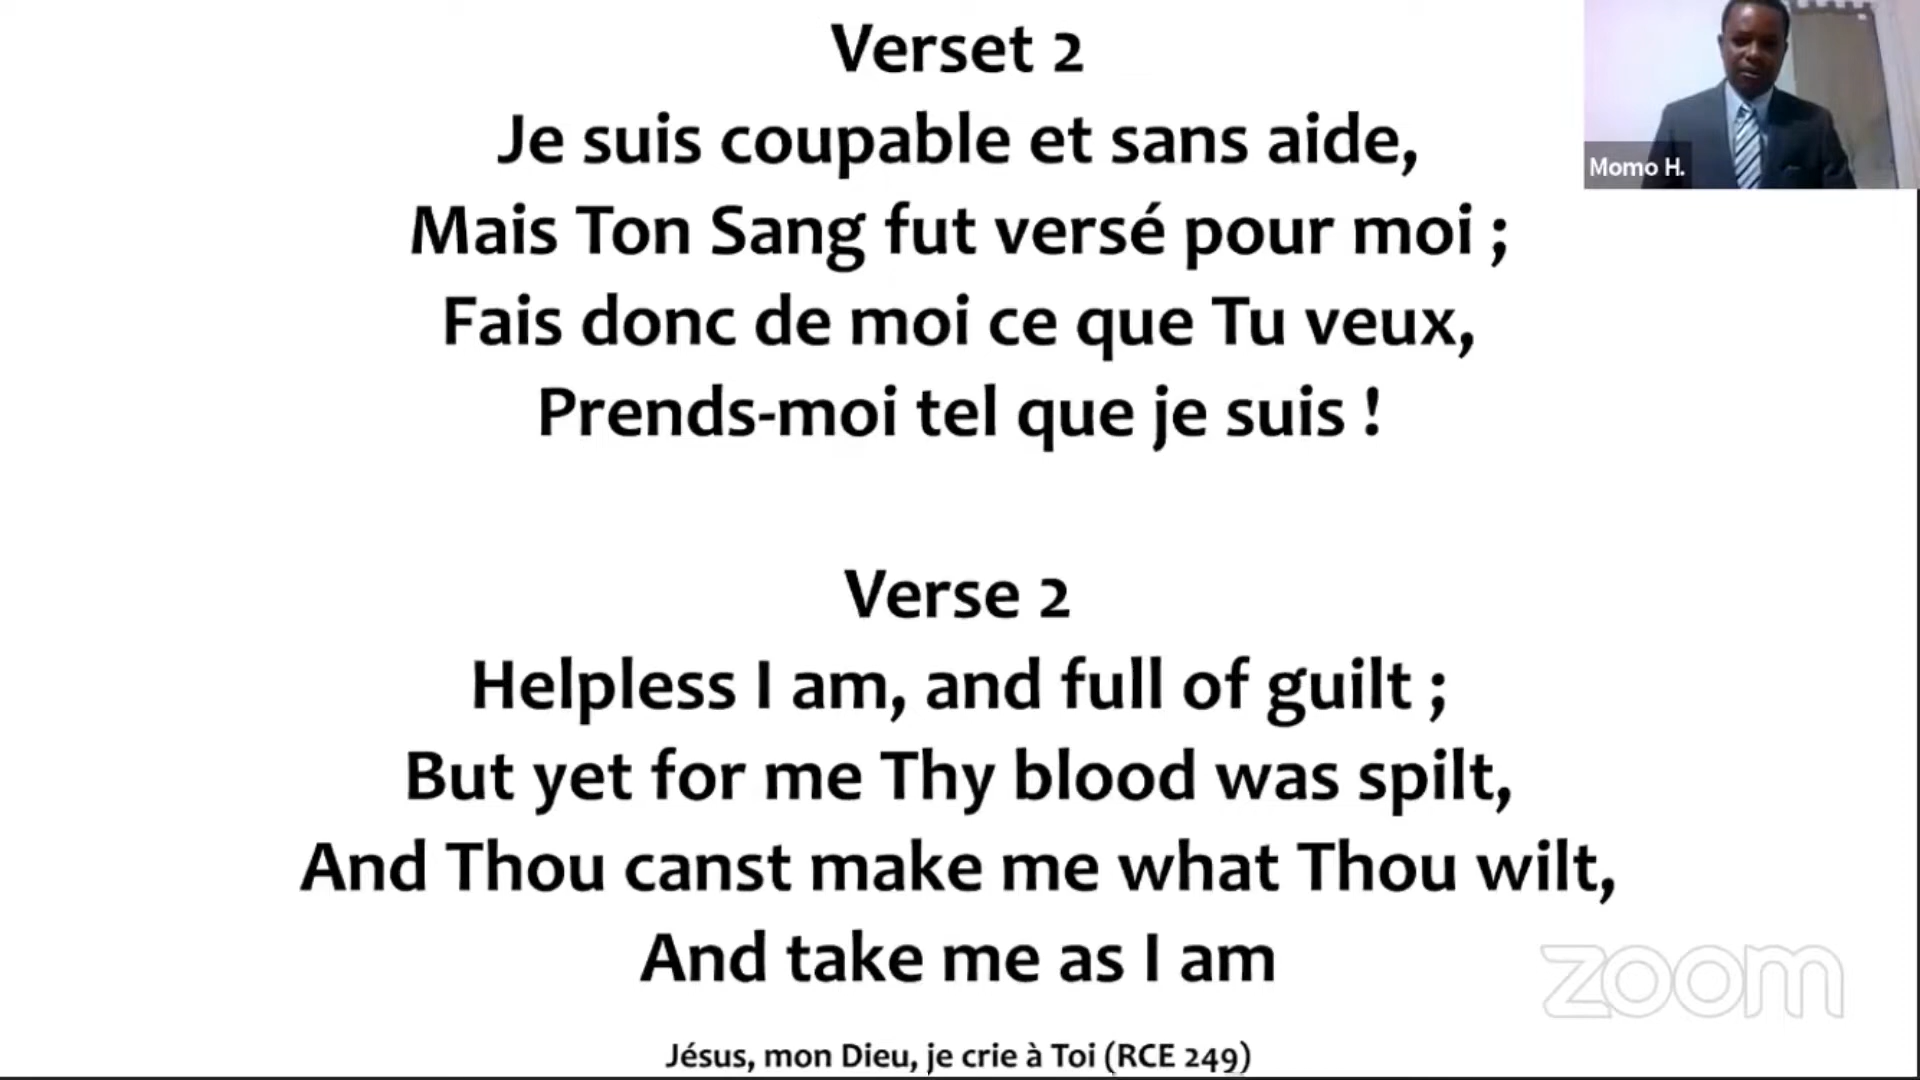 Verset 2
Je suis coupable et sans aide,
Mais Ton Sang fut versé pour moi ;
Fais donc de moi ce que Tu veux,
Prends-moi tel que je suis !
Momo H.
Verse 2
Helpless I am, and full of guilt ;
But yet for me Thy blood was spilt,
And Thou canst make me what Thou wilt,
And take me as I am
zoom
Jésus, mon Dieu, je crie à Toi (RCE 249)